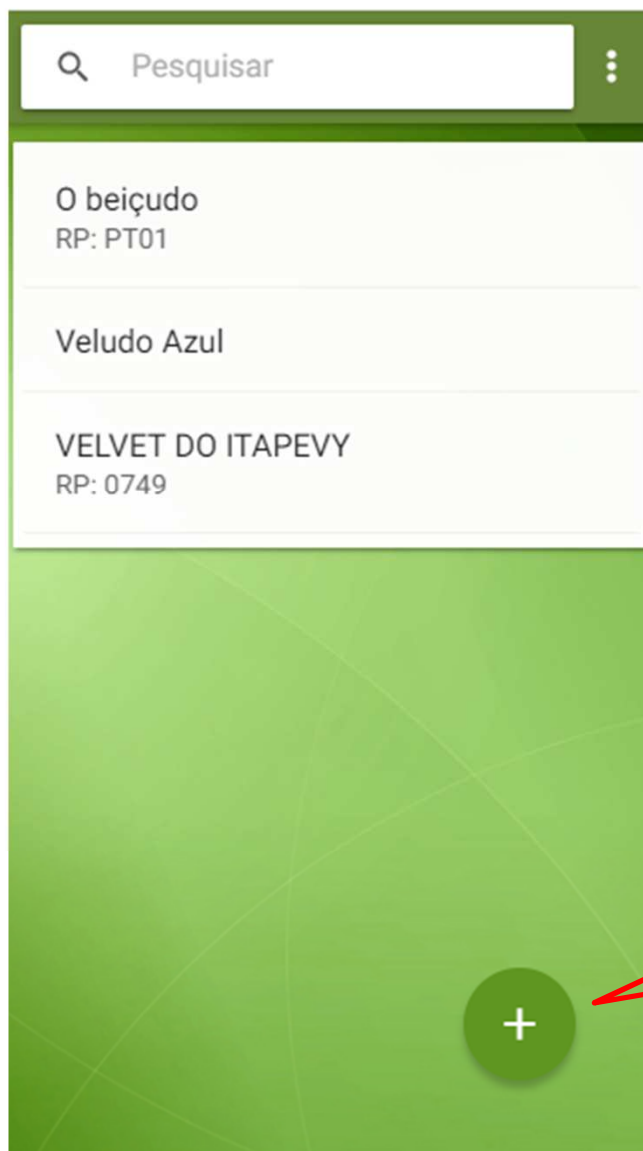 Pesquisar
O beiçudo
RP: PT01
Veludo Azul
VELVET DO ITAPEVY
RP: 0749
+